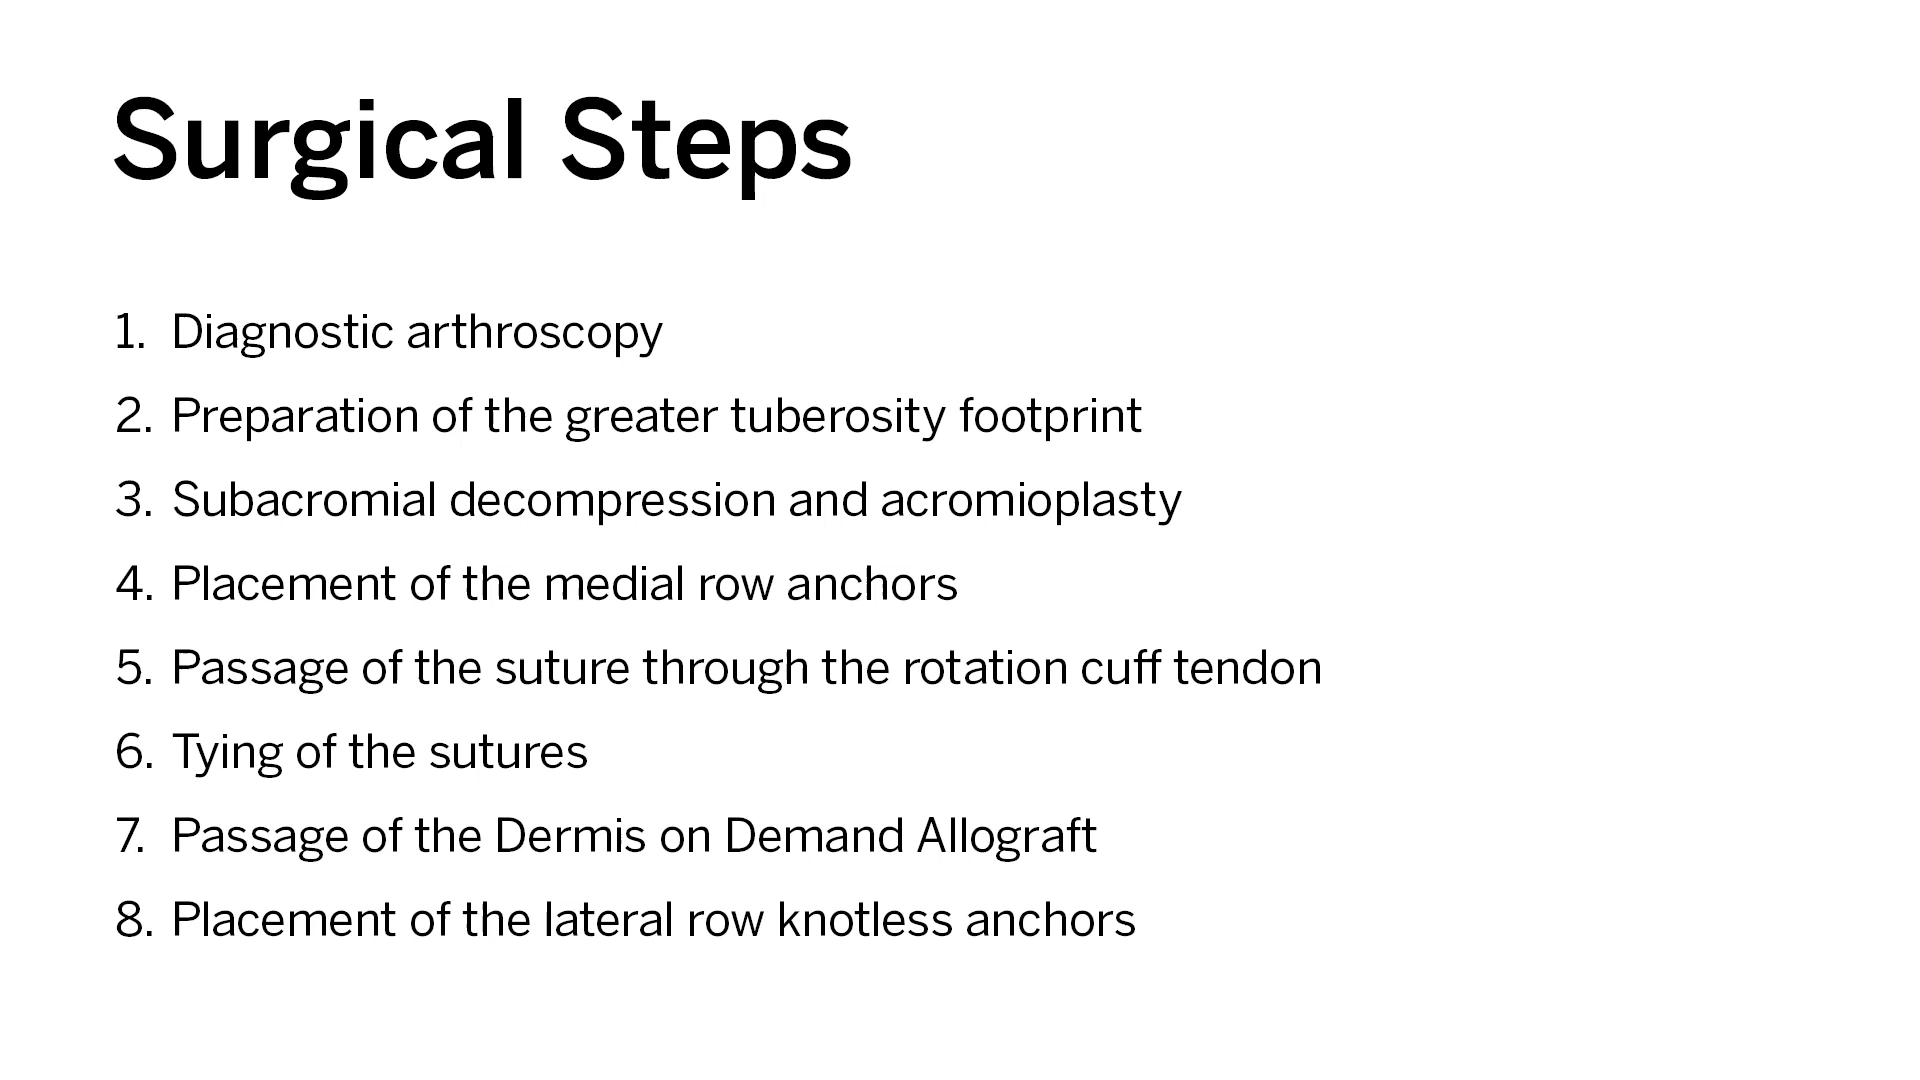 Surgical Steps
1. Diagnostic arthroscopy
2. Preparation of the greater tuberosity footprint
3. Subacromial decompression and acromioplasty
4. Placement of the medial row anchors
5. Passage of the suture through the rotation cuff tendon
6. Tying of the sutures
7. Passage of the Dermis on Demand Allograft
8. Placement of the lateral row knotless anchors